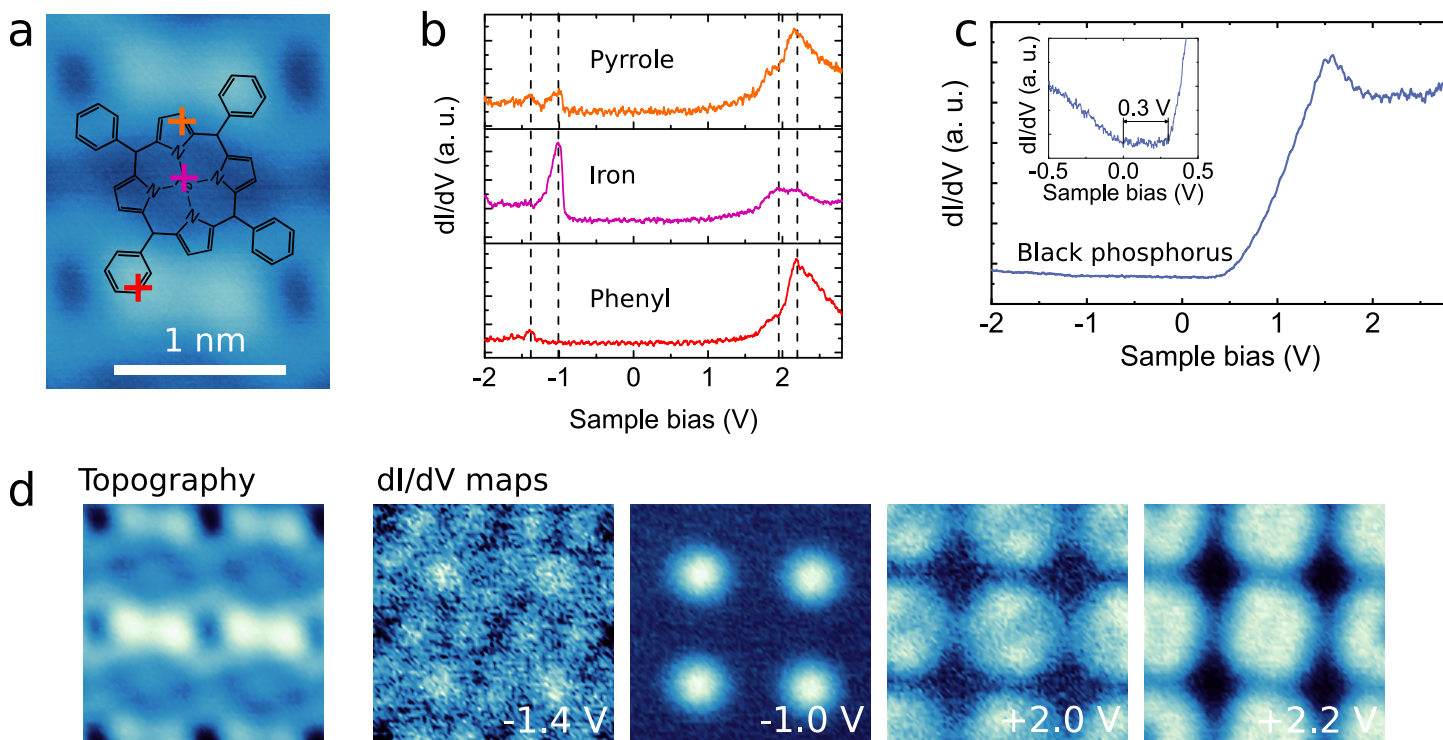 a
N
N
N
N
1 nm
b
dI/dV (a. u.)
Pyrrole
Iron
Phenyl
-2 -1 0 1 2
Sample bias (V)
c
dI/dV (a. u.)
dI/dV (a. u.)
0.3 V
-0.5 0.0 0.5
Sample bias (V)
Black phosphorus
-2 -1 0 1 2
Sample bias (V)
d
Topography
dI/dV maps
-1.4 V
-1.0 V
+2.0 V
+2.2 V